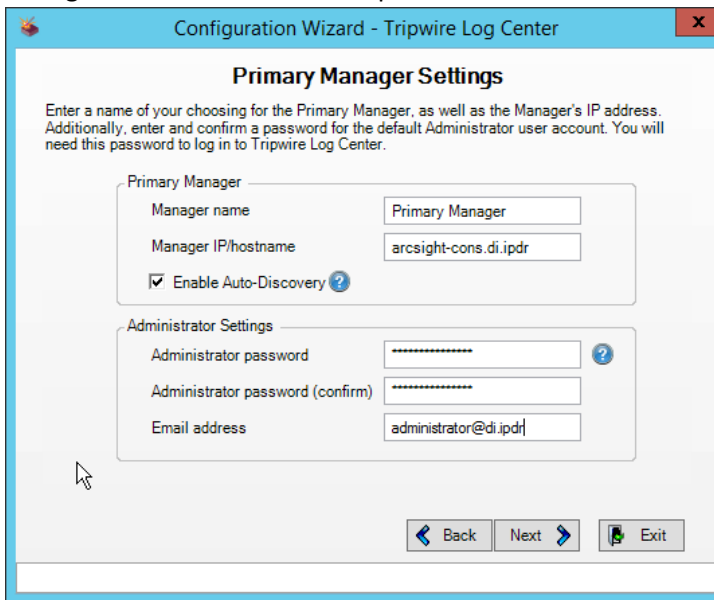 Configuration Wizard - Tripwire Log Center
x
Primary Manager Settings
Enter a name of your choosing for the Primary Manager, as well as the Manager's IP address.
Additionally, enter and confirm a password for the default Administrator user account. You will
need this password to log in to Tripwire Log Center.
Primary Manager
Manager name Primary Manager
Manager IP/hostname arcsight-cons.di.ipdr
Enable Auto-Discovery ?
Administrator Settings
Administrator password *************** ?
Administrator password (confirm) ***************
Email address administrator@di.ipdr
Back Next Exit